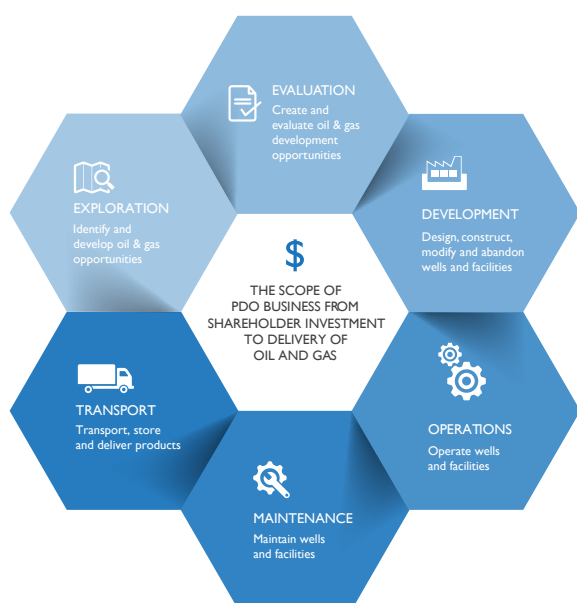 EVALUATION
Create and
evaluate oil & gas
development
opportunities
EXPLORATION
Identify and
develop oil & gas
opportunities
DEVELOPMENT
Design, construct,
modify and abandon
wells and facilities
$
THE SCOPE OF
PDO BUSINESS FROM
SHAREHOLDER INVESTMENT
TO DELIVERY OF
OIL AND GAS
TRANSPORT
Transport, store
and deliver products
OPERATIONS
Operate wells
and facilities
MAINTENANCE
Maintain wells
and facilities